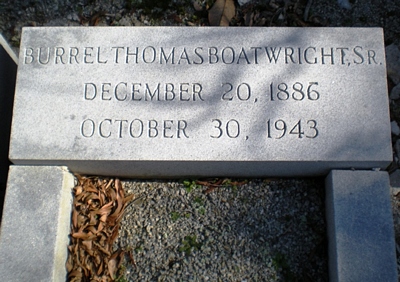 BURREL THOMAS BOATWRIGHT, SR.
DECEMBER 20, 1886
OCTOBER 30, 1943